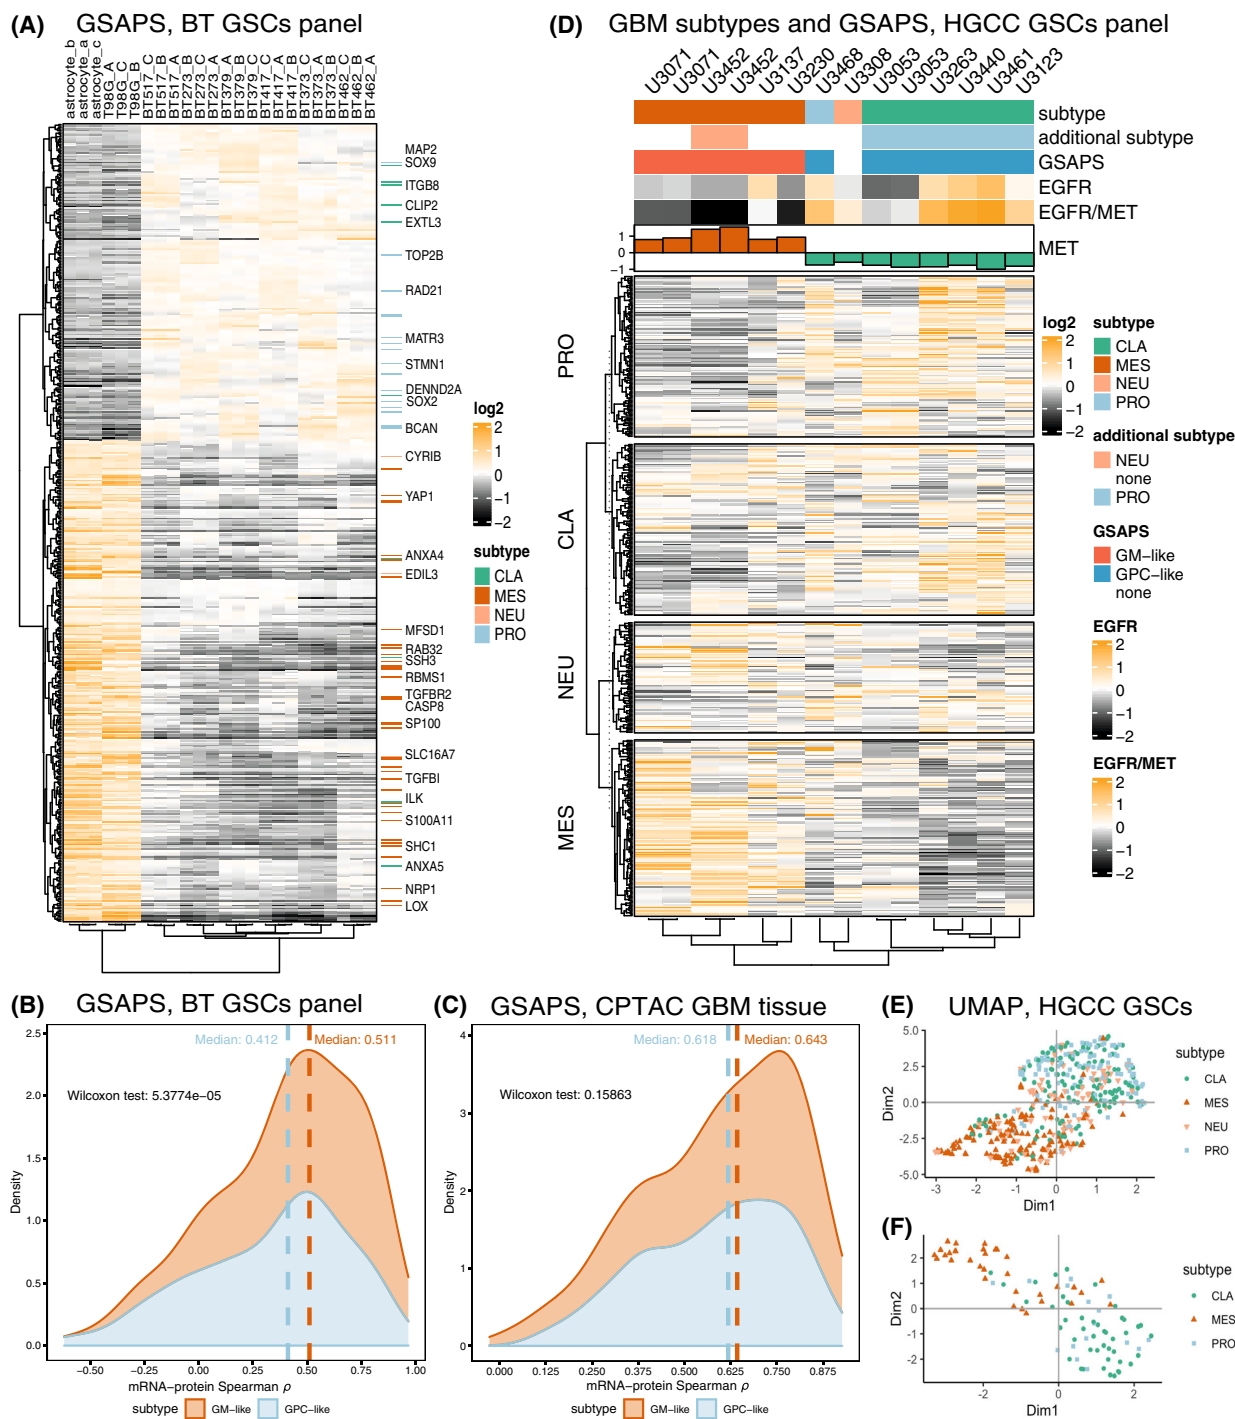 (A) GSAPS, BT GSCs panel
astrocyte_b
astrocyte_a
astrocyte_c
T98G_A
T98G_C
T98G_B
BT517_C
BT517_B
BT517_A
BT273_B
BT273_C
BT273_A
BT379_A
BT379_B
BT379_C
BT417_C
BT417_A
BT417_B
BT373_C
BT373_A
BT373_B
BT462_C
BT462_B
BT462_A
MAP2
SOX9
ITGB8
CLIP2
EXTL3
TOP2B
RAD21
MATR3
STMN1
DENND2A
SOX2
BCAN
CYRIB
YAP1
ANXA4
EDIL3
MFSD1
RAB32
SSH3
RBMS1
TGFBR2
CASP8
SP100
SLC16A7
TGFBI
ILK
S100A11
SHC1
ANXA5
NRP1
LOX
log2
2
1
0
−1
−2
subtype
CLA
MES
NEU
PRO
(D) GBM subtypes and GSAPS, HGCC GSCs panel
U3071
U3071
U3452
U3452
U3137
U3230
U3468
U3308
U3053
U3053
U3263
U3440
U3461
U3123
subtype
additional subtype
GSAPS
EGFR
EGFR/MET
MET
1
0
−1
PRO
CLA
NEU
MES
log2
2
1
0
−1
−2
subtype
CLA
MES
NEU
PRO
additional subtype
NEU
none
PRO
GSAPS
GM−like
GPC−like
none
EGFR
2
1
0
−1
−2
EGFR/MET
2
1
0
−1
−2
(B) GSAPS, BT GSCs panel
Median: 0.412
Median: 0.511
Wilcoxon test: 5.3774e−05
Density
2.5
2.0
1.5
1.0
0.5
0.0
−0.50 −0.25 0.00 0.25 0.50 0.75 1.00
mRNA−protein Spearman ρ
subtype GM−like GPC−like
(C) GSAPS, CPTAC GBM tissue
Median: 0.618
Median: 0.643
Wilcoxon test: 0.15863
Density
4
3
2
1
0
0.000 0.125 0.250 0.375 0.500 0.625 0.750 0.875
mRNA−protein Spearman ρ
subtype GM−like GPC−like
(E) UMAP, HGCC GSCs
Dim2
5.0
2.5
0.0
-2.5
-5.0
-3 -2 -1 0 1 2
Dim1
subtype
CLA
MES
NEU
PRO
(F)
Dim2
2
1
0
-1
-2
-2 0 2
Dim1
subtype
CLA
MES
PRO